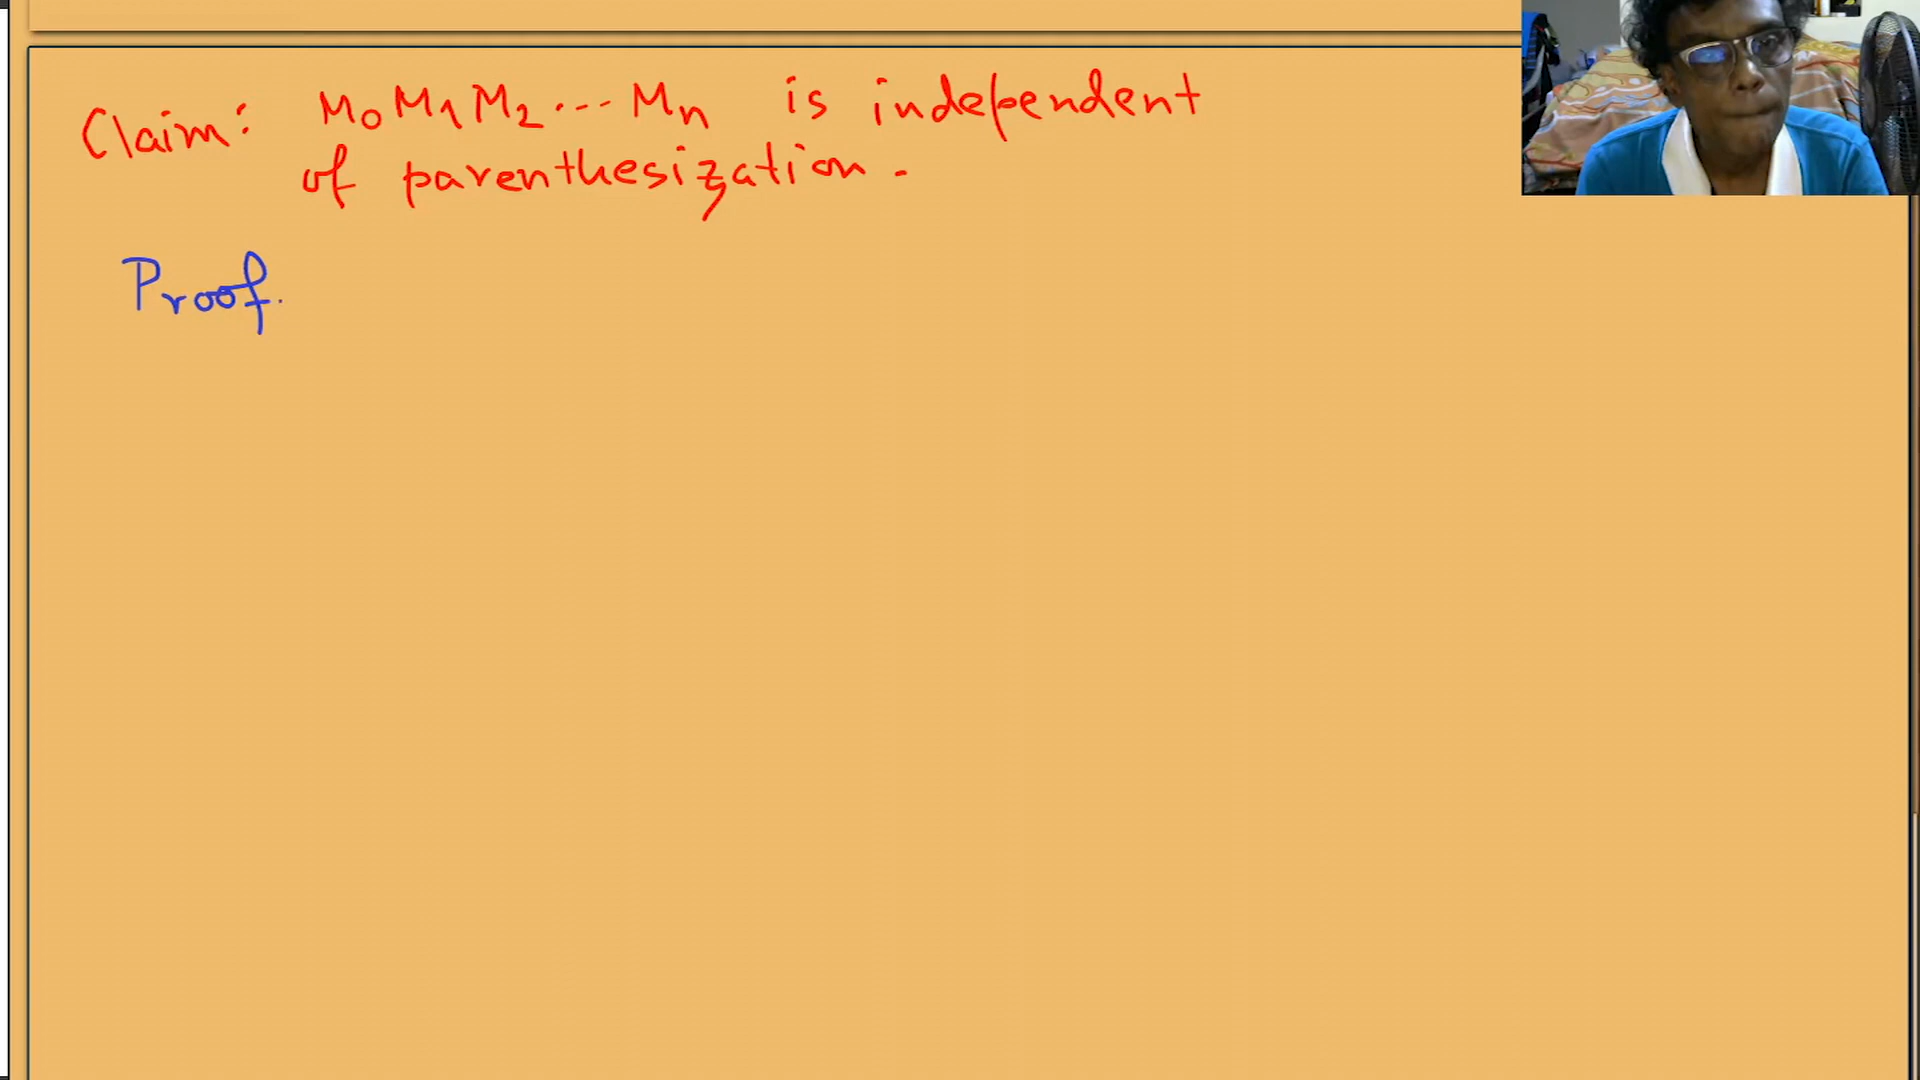 Claim: M₀M₁M₂...Mₙ is independent
of parenthesization.
Proof.